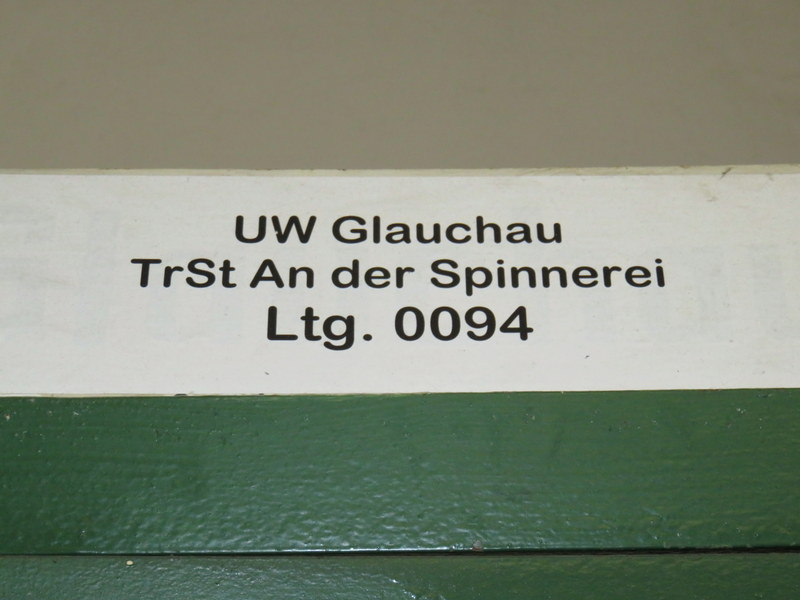 UW Glauchau
TrSt An der Spinnerei
Ltg. 0094